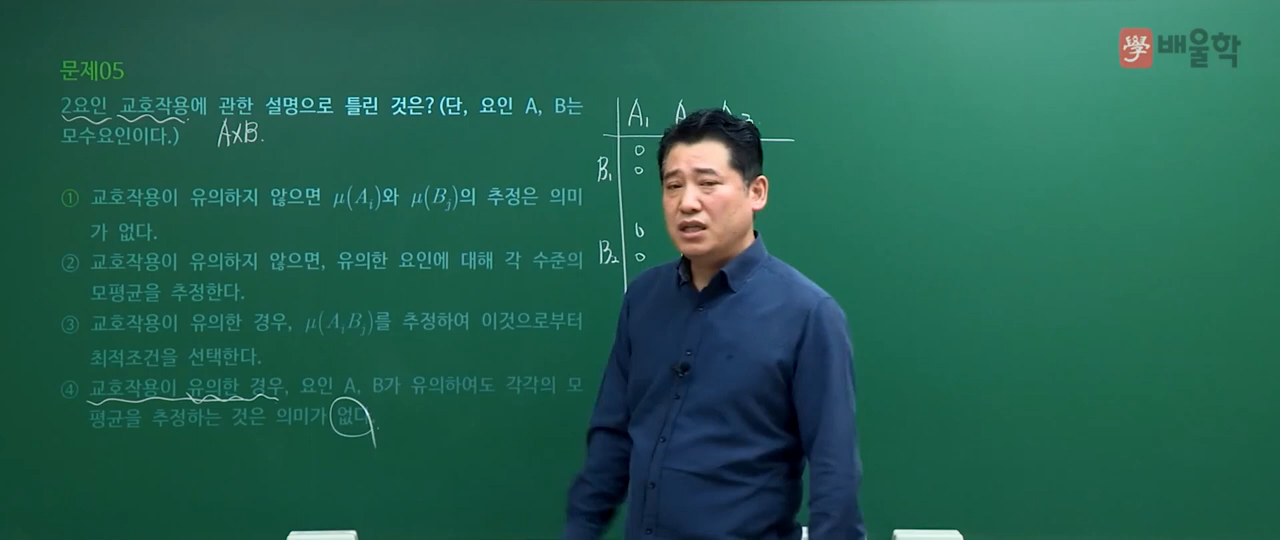 學 배울학
문제05
2요인 교호작용에 관한 설명으로 틀린 것은? (단, 요인 A, B는
모수요인이다.)
A×B.
① 교호작용이 유의하지 않으면 μ(Aᵢ)와 μ(Bⱼ)의 추정은 의미
가 없다.
② 교호작용이 유의하지 않으면, 유의한 요인에 대해 각 수준의
모평균을 추정한다.
③ 교호작용이 유의한 경우, μ(AᵢBⱼ)를 추정하여 이것으로부터
최적조건을 선택한다.
④ 교호작용이 유의한 경우, 요인 A, B가 유의하여도 각각의 모
평균을 추정하는 것은 의미가 없다.
A₁ A
B₁ 0
0
0
B₂ 0